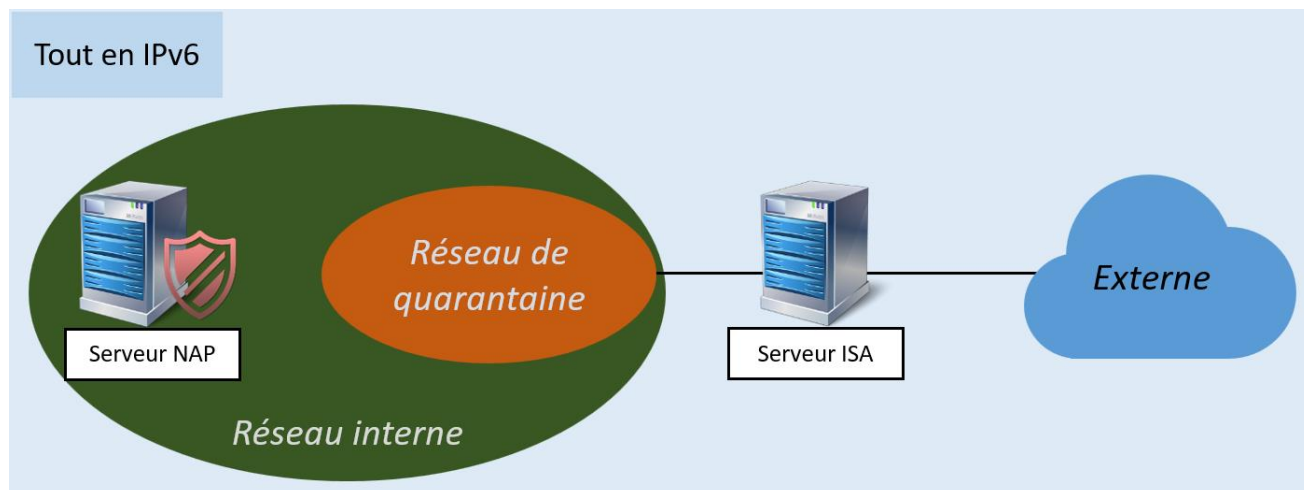 Tout en IPv6
Réseau de
quarantaine
Externe
Serveur NAP
Serveur ISA
Réseau interne